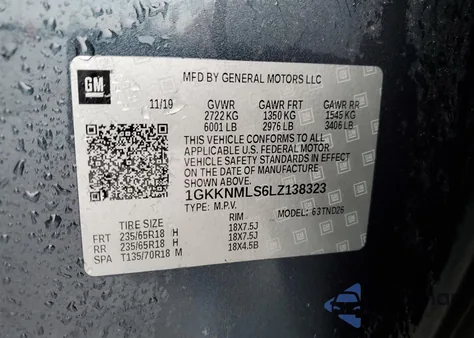 GM
MFD BY GENERAL MOTORS LLC
11/19 GVWR GAWR FRT GAWR RR
2722 KG 1350 KG 1545 KG
6001 LB 2976 LB 3406 LB
THIS VEHICLE CONFORMS TO ALL
APPLICABLE U.S. FEDERAL MOTOR
VEHICLE SAFETY STANDARDS IN EFFECT
ON THE DATE OF MANUFACTURE
SHOWN ABOVE.
1GKKNMLS6LZ138323
TYPE: M.P.V. MODEL: 63TND26
TIRE SIZE RIM
FRT 235/65R18 H 18X7.5J
RR 235/65R18 H 18X7.5J
SPA T135/70R18 M 18X4.5B